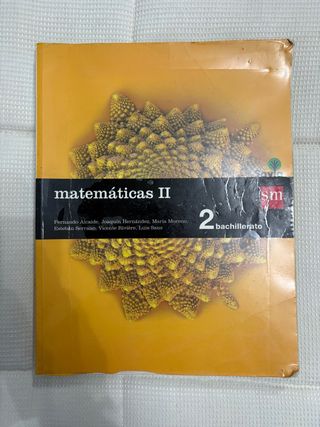 matemáticas II
Fernando Alcaide, Joaquín Hernández, María Moreno,
Esteban Serrano, Vicente Rivière, Luis Sanz
sm
2 bachillerato